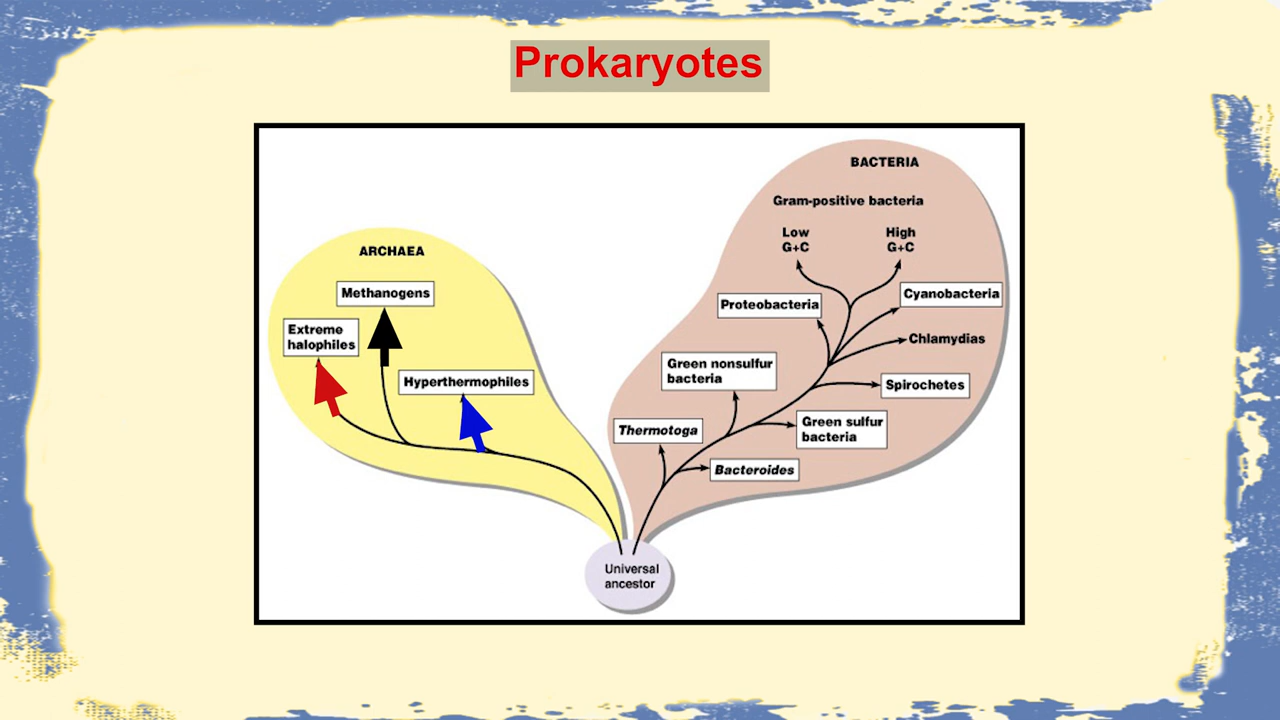 Prokaryotes
ARCHAEA
Methanogens
Extreme
halophiles
Hyperthermophiles
BACTERIA
Gram-positive bacteria
Low
G+C
High
G+C
Proteobacteria
Cyanobacteria
Chlamydias
Green nonsulfur
bacteria
Spirochetes
Thermotoga
Green sulfur
bacteria
Bacteroides
Universal
ancestor